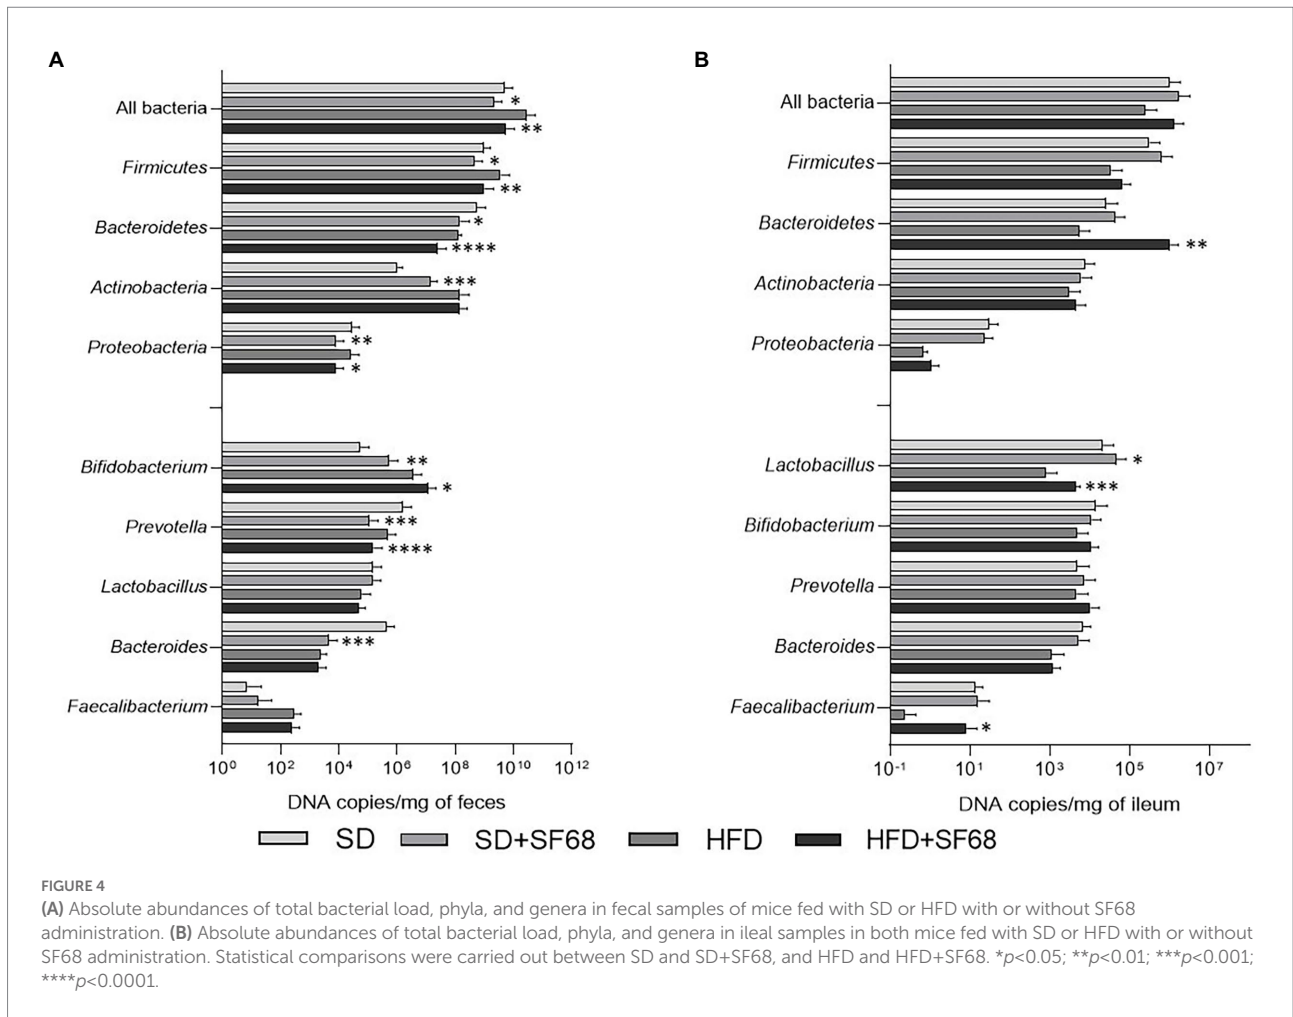 A
All bacteria
*
**
Firmicutes
*
**
Bacteroidetes
*
****
Actinobacteria
***
Proteobacteria
**
*
Bifidobacterium
**
*
Prevotella
***
****
Lactobacillus
Bacteroides
***
Faecalibacterium
10⁰ 10² 10⁴ 10⁶ 10⁸ 10¹⁰ 10¹²
DNA copies/mg of feces
B
All bacteria
Firmicutes
Bacteroidetes
**
Actinobacteria
Proteobacteria
Lactobacillus
*
***
Bifidobacterium
Prevotella
Bacteroides
Faecalibacterium
*
10⁻¹ 10¹ 10³ 10⁵ 10⁷
DNA copies/mg of ileum
SD SD+SF68 HFD HFD+SF68
FIGURE 4
(A) Absolute abundances of total bacterial load, phyla, and genera in fecal samples of mice fed with SD or HFD with or without SF68
administration. (B) Absolute abundances of total bacterial load, phyla, and genera in ileal samples in both mice fed with SD or HFD with or without
SF68 administration. Statistical comparisons were carried out between SD and SD+SF68, and HFD and HFD+SF68. *p<0.05; **p<0.01; ***p<0.001;
****p<0.0001.